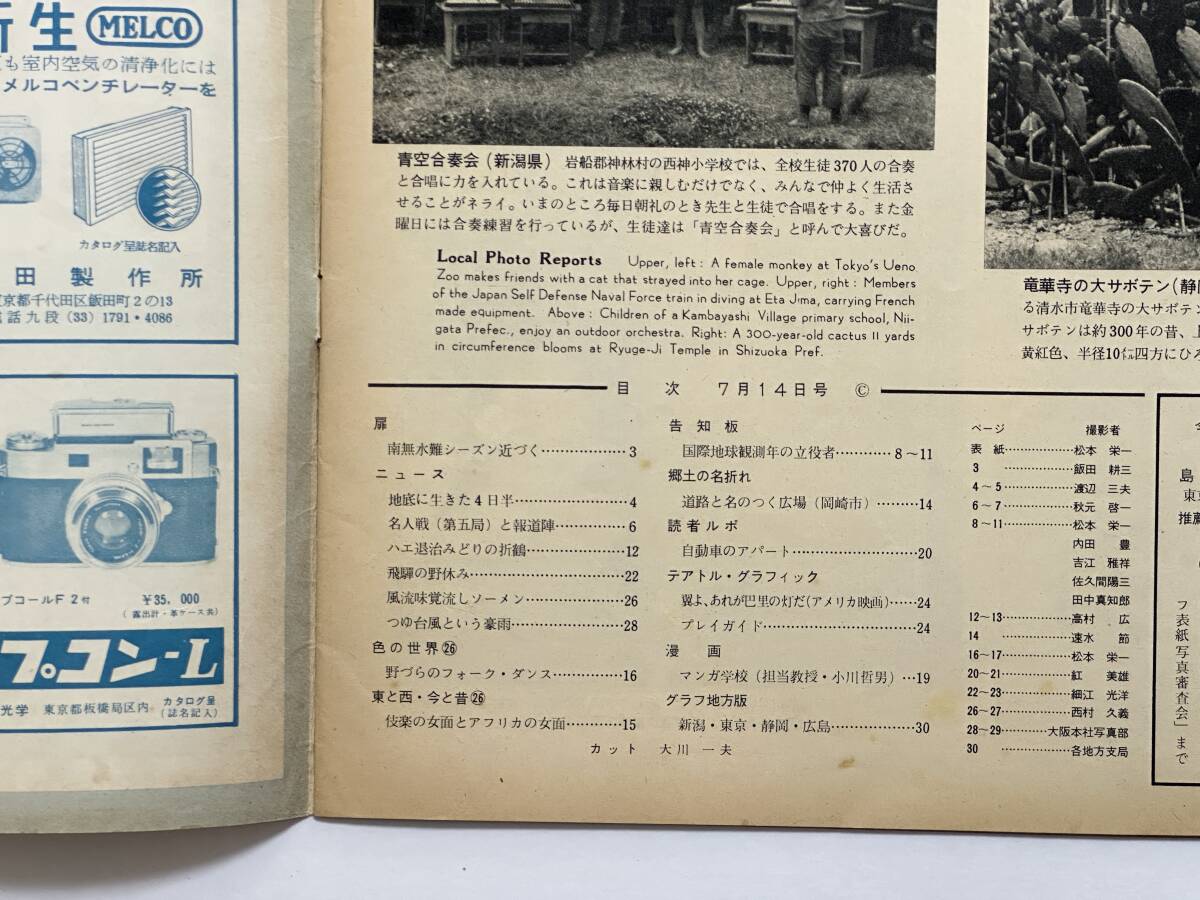 新生 MELCO
も室内空気の清浄化には
メルコベンチレーターを
カタログ呈誌名記入
田製作所
東京都千代田区飯田町2の13
電話九段(33)1791・4086
プコールF2付 ¥35,000
(露出計・革ケース共)
プコン-L
光学 東京都板橋局区内 カタログ呈
(誌名記入)
青空合奏会(新潟県) 岩船郡神林村の西神小学校では、全校生徒370人の合奏
と合唱に力を入れている。これは音楽に親しむだけでなく、みんなで仲よく生活さ
せることがネライ。いまのところ毎日朝礼のとき先生と生徒で合唱をする。また金
曜日には合奏練習を行っているが、生徒達は「青空合奏会」と呼んで大喜びだ。
Local Photo Reports Upper, left : A female monkey at Tokyo's Ueno
Zoo makes friends with a cat that strayed into her cage. Upper, right : Members
of the Japan Self Defense Naval Force train in diving at Eta Jima, carrying French
made equipment. Above : Children of a Kambayashi Village primary school, Nii-
gata Prefec., enjoy an outdoor orchestra. Right: A 300-year-old cactus 11 yards
in circumference blooms at Ryuge-Ji Temple in Shizuoka Pref.
竜華寺の大サボテン(静
る清水市竜華寺の大サボテン
サボテンは約300年の昔、
黄紅色、半径10㍍四方にひろ
目次 7月14日号 ©
扉
南無水難シーズン近づく………………3
ニュース
地底に生きた4日半………………4
名人戦(第五局)と報道陣………………6
ハエ退治みどりの折鶴………………12
飛騨の野休み………………22
風流味覚流しソーメン………………26
つゆ台風という豪雨………………28
色の世界㉖
野づらのフォーク・ダンス………………16
東と西・今と昔㉖
伎楽の女面とアフリカの女面………………15
告知板
国際地球観測年の立役者…………8〜11
郷土の名折れ
道路と名のつく広場(岡崎市)………14
読者ルポ
自動車のアパート………………20
テアトル・グラフィック
翼よ、あれが巴里の灯だ(アメリカ映画)……24
プレイガイド………………24
漫画
マンガ学校(担当教授・小川哲男)…19
グラフ地方版
新潟・東京・静岡・広島………………30
カット 大川一夫
ページ 撮影者
表紙………………松本栄一
3 ………………飯田耕三
4〜5………………渡辺三夫
6〜7………………秋元啓一
8〜11………………松本栄一
内田豊
吉江雅祥
佐久間陽三
田中真知郎
12〜13………………高村広
14 ………………速水節
16〜17………………松本栄一
20〜21………………紅美雄
22〜23………………細江光洋
26〜27………………西村久義
28〜29…………大阪本社写真部
30 ………………各地方支局
島
推薦
フ表紙写真審査会」まで